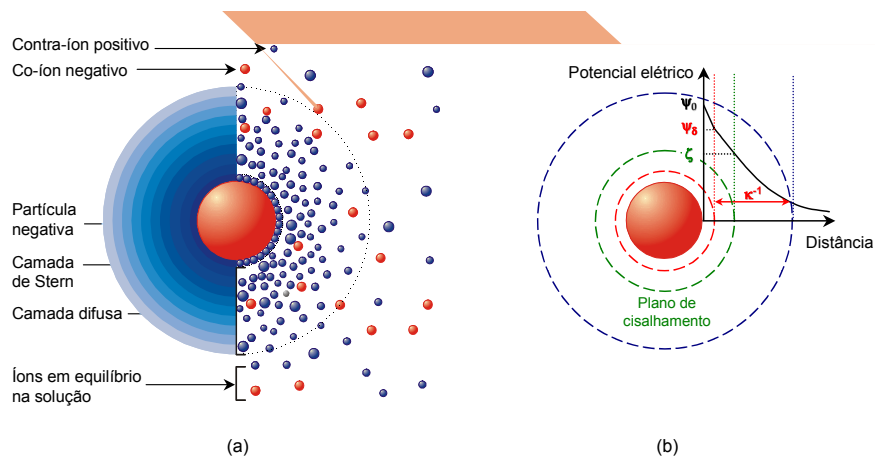 Contra-íon positivo
Co-íon negativo
Partícula
negativa
Camada
de Stern
Camada difusa
Íons em equilíbrio
na solução
(a)
Potencial elétrico
Ψ0
Ψδ
ζ
κ-1
Distância
Plano de
cisalhamento
(b)